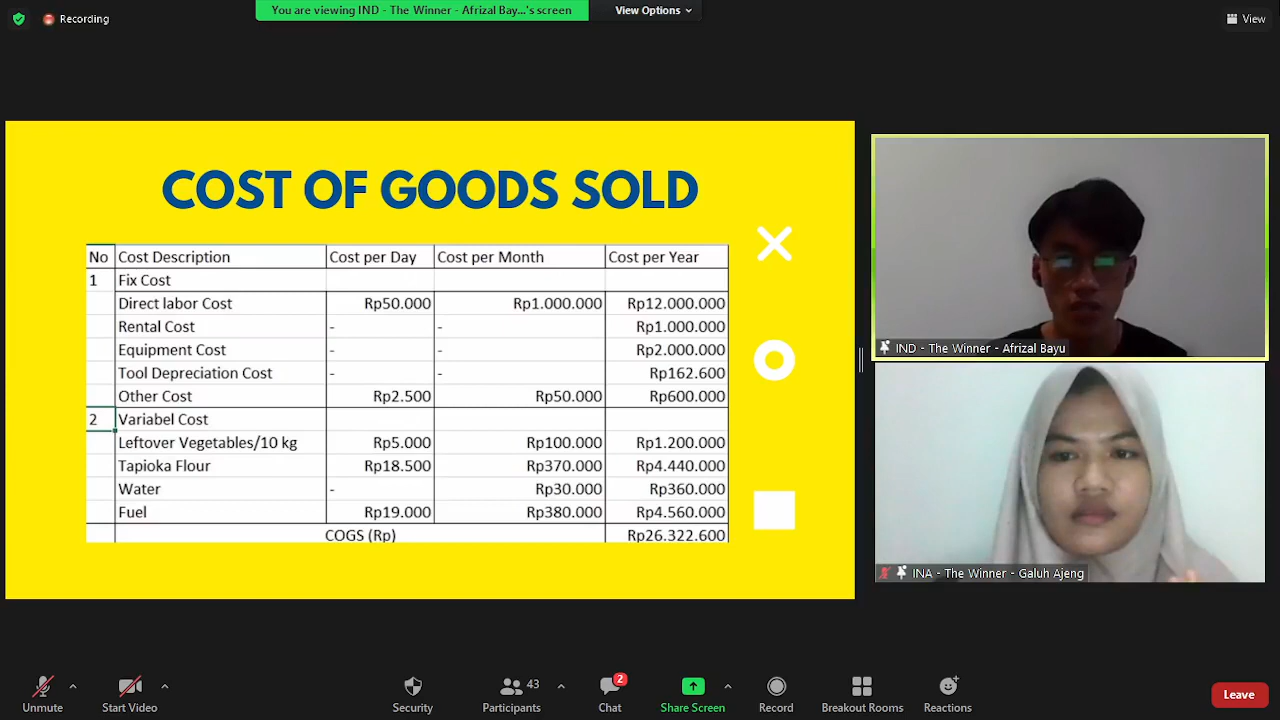 Recording
You are viewing IND - The Winner - Afrizal Bay...'s screen
View Options
View
COST OF GOODS SOLD
No Cost Description Cost per Day Cost per Month Cost per Year
1 Fix Cost
Direct labor Cost Rp50.000 Rp1.000.000 Rp12.000.000
Rental Cost - - Rp1.000.000
Equipment Cost - - Rp2.000.000
Tool Depreciation Cost - - Rp162.600
Other Cost Rp2.500 Rp50.000 Rp600.000
2 Variabel Cost
Leftover Vegetables/10 kg Rp5.000 Rp100.000 Rp1.200.000
Tapioka Flour Rp18.500 Rp370.000 Rp4.440.000
Water - Rp30.000 Rp360.000
Fuel Rp19.000 Rp380.000 Rp4.560.000
COGS (Rp) Rp26.322.600
IND - The Winner - Afrizal Bayu
INA - The Winner - Galuh Ajeng
Unmute
Start Video
Security
43
Participants
2
Chat
Share Screen
Record
Breakout Rooms
Reactions
Leave